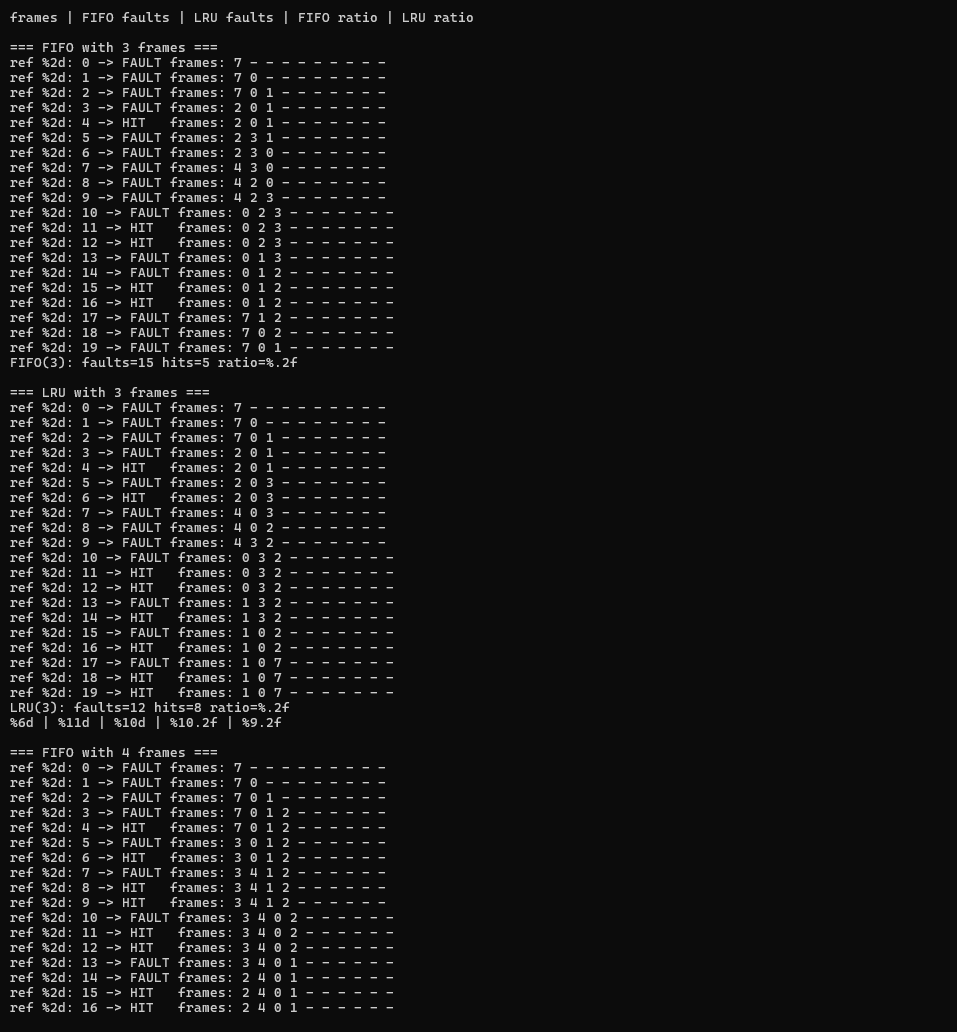 frames | FIFO faults | LRU faults | FIFO ratio | LRU ratio
=== FIFO with 3 frames ===
ref %2d: 0 -> FAULT frames: 7 - - - - - - - - -
ref %2d: 1 -> FAULT frames: 7 0 - - - - - - - -
ref %2d: 2 -> FAULT frames: 7 0 1 - - - - - - -
ref %2d: 3 -> FAULT frames: 2 0 1 - - - - - - -
ref %2d: 4 -> HIT   frames: 2 0 1 - - - - - - -
ref %2d: 5 -> FAULT frames: 2 3 1 - - - - - - -
ref %2d: 6 -> FAULT frames: 2 3 0 - - - - - - -
ref %2d: 7 -> FAULT frames: 4 3 0 - - - - - - -
ref %2d: 8 -> FAULT frames: 4 2 0 - - - - - - -
ref %2d: 9 -> FAULT frames: 4 2 3 - - - - - - -
ref %2d: 10 -> FAULT frames: 0 2 3 - - - - - - -
ref %2d: 11 -> HIT   frames: 0 2 3 - - - - - - -
ref %2d: 12 -> HIT   frames: 0 2 3 - - - - - - -
ref %2d: 13 -> FAULT frames: 0 1 3 - - - - - - -
ref %2d: 14 -> FAULT frames: 0 1 2 - - - - - - -
ref %2d: 15 -> HIT   frames: 0 1 2 - - - - - - -
ref %2d: 16 -> HIT   frames: 0 1 2 - - - - - - -
ref %2d: 17 -> FAULT frames: 7 1 2 - - - - - - -
ref %2d: 18 -> FAULT frames: 7 0 2 - - - - - - -
ref %2d: 19 -> FAULT frames: 7 0 1 - - - - - - -
FIFO(3): faults=15 hits=5 ratio=%.2f
=== LRU with 3 frames ===
ref %2d: 0 -> FAULT frames: 7 - - - - - - - - -
ref %2d: 1 -> FAULT frames: 7 0 - - - - - - - -
ref %2d: 2 -> FAULT frames: 7 0 1 - - - - - - -
ref %2d: 3 -> FAULT frames: 2 0 1 - - - - - - -
ref %2d: 4 -> HIT   frames: 2 0 1 - - - - - - -
ref %2d: 5 -> FAULT frames: 2 0 3 - - - - - - -
ref %2d: 6 -> HIT   frames: 2 0 3 - - - - - - -
ref %2d: 7 -> FAULT frames: 4 0 3 - - - - - - -
ref %2d: 8 -> FAULT frames: 4 0 2 - - - - - - -
ref %2d: 9 -> FAULT frames: 4 3 2 - - - - - - -
ref %2d: 10 -> FAULT frames: 0 3 2 - - - - - - -
ref %2d: 11 -> HIT   frames: 0 3 2 - - - - - - -
ref %2d: 12 -> HIT   frames: 0 3 2 - - - - - - -
ref %2d: 13 -> FAULT frames: 1 3 2 - - - - - - -
ref %2d: 14 -> HIT   frames: 1 3 2 - - - - - - -
ref %2d: 15 -> FAULT frames: 1 0 2 - - - - - - -
ref %2d: 16 -> HIT   frames: 1 0 2 - - - - - - -
ref %2d: 17 -> FAULT frames: 1 0 7 - - - - - - -
ref %2d: 18 -> HIT   frames: 1 0 7 - - - - - - -
ref %2d: 19 -> HIT   frames: 1 0 7 - - - - - - -
LRU(3): faults=12 hits=8 ratio=%.2f
%6d | %11d | %10d | %10.2f | %9.2f
=== FIFO with 4 frames ===
ref %2d: 0 -> FAULT frames: 7 - - - - - - - - -
ref %2d: 1 -> FAULT frames: 7 0 - - - - - - - -
ref %2d: 2 -> FAULT frames: 7 0 1 - - - - - - -
ref %2d: 3 -> FAULT frames: 7 0 1 2 - - - - - -
ref %2d: 4 -> HIT   frames: 7 0 1 2 - - - - - -
ref %2d: 5 -> FAULT frames: 3 0 1 2 - - - - - -
ref %2d: 6 -> HIT   frames: 3 0 1 2 - - - - - -
ref %2d: 7 -> FAULT frames: 3 4 1 2 - - - - - -
ref %2d: 8 -> HIT   frames: 3 4 1 2 - - - - - -
ref %2d: 9 -> HIT   frames: 3 4 1 2 - - - - - -
ref %2d: 10 -> FAULT frames: 3 4 0 2 - - - - - -
ref %2d: 11 -> HIT   frames: 3 4 0 2 - - - - - -
ref %2d: 12 -> HIT   frames: 3 4 0 2 - - - - - -
ref %2d: 13 -> FAULT frames: 3 4 0 1 - - - - - -
ref %2d: 14 -> FAULT frames: 2 4 0 1 - - - - - -
ref %2d: 15 -> HIT   frames: 2 4 0 1 - - - - - -
ref %2d: 16 -> HIT   frames: 2 4 0 1 - - - - - -